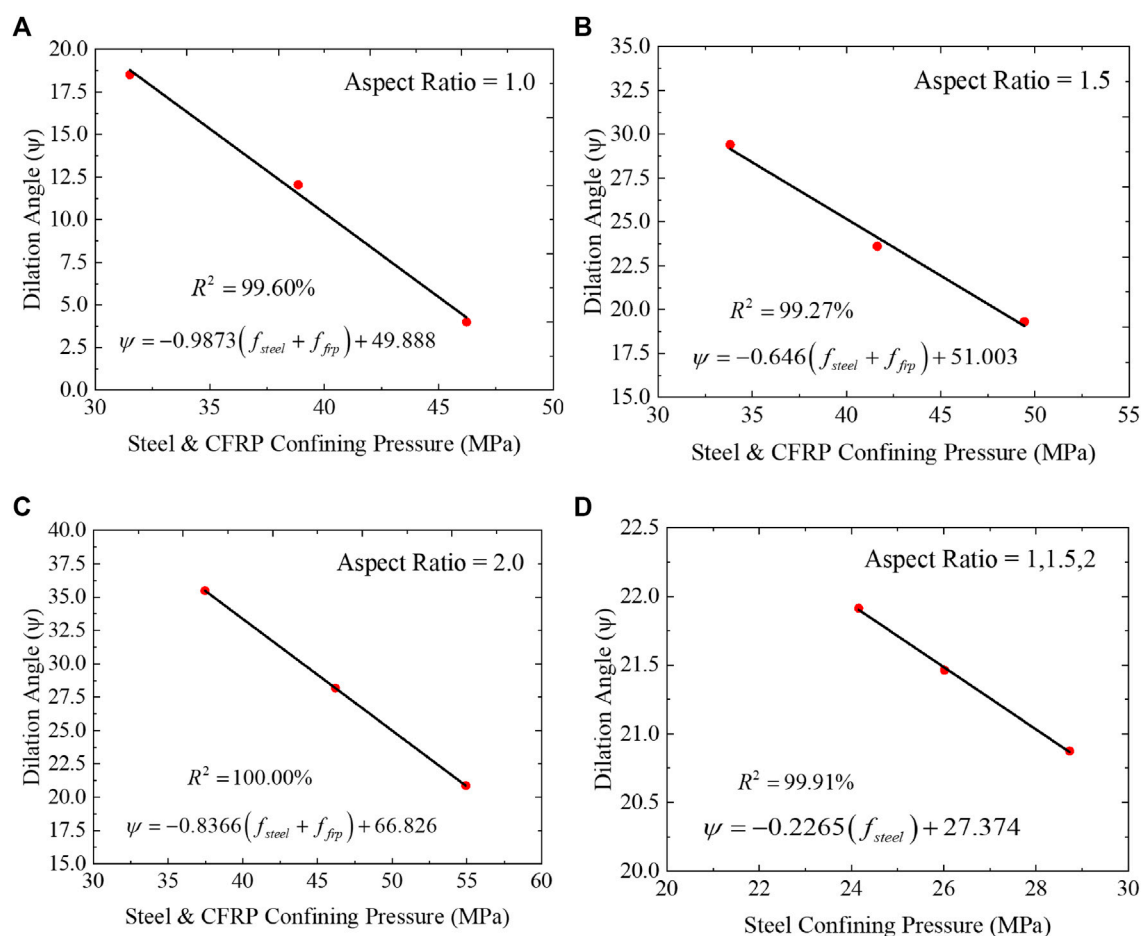 A
Dilation Angle (ψ)
20.0
17.5
15.0
12.5
10.0
7.5
5.0
2.5
0.0
Aspect Ratio = 1.0
R² = 99.60%
ψ = −0.9873(f_steel + f_frp) + 49.888
30 35 40 45 50
Steel & CFRP Confining Pressure (MPa)
B
Dilation Angle (ψ)
35.0
32.5
30.0
27.5
25.0
22.5
20.0
17.5
15.0
Aspect Ratio = 1.5
R² = 99.27%
ψ = −0.646(f_steel + f_frp) + 51.003
30 35 40 45 50 55
Steel & CFRP Confining Pressure (MPa)
C
Dilation Angle (ψ)
40.0
37.5
35.0
32.5
30.0
27.5
25.0
22.5
20.0
17.5
15.0
Aspect Ratio = 2.0
R² = 100.00%
ψ = −0.8366(f_steel + f_frp) + 66.826
30 35 40 45 50 55 60
Steel & CFRP Confining Pressure (MPa)
D
Dilation Angle (ψ)
22.5
22.0
21.5
21.0
20.5
20.0
Aspect Ratio = 1,1.5,2
R² = 99.91%
ψ = −0.2265(f_steel) + 27.374
20 22 24 26 28 30
Steel Confining Pressure (MPa)